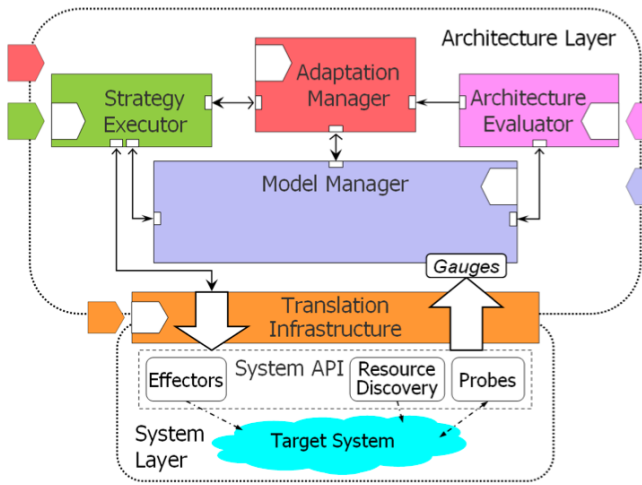 Architecture Layer
Strategy
Executor
Adaptation
Manager
Architecture
Evaluator
Model Manager
Gauges
Translation
Infrastructure
System API
Effectors
Resource
Discovery
Probes
System
Layer
Target System